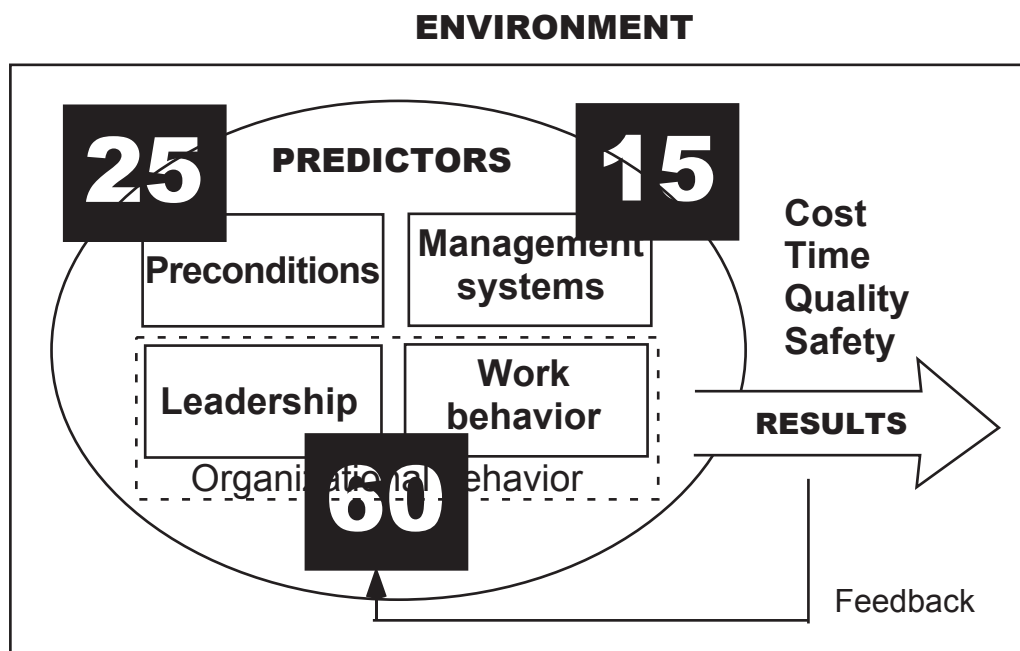 ENVIRONMENT
25
PREDICTORS
15
Preconditions
Management
systems
Cost
Time
Quality
Safety
Leadership
Work
behavior
RESULTS
Organizational behavior
60
Feedback